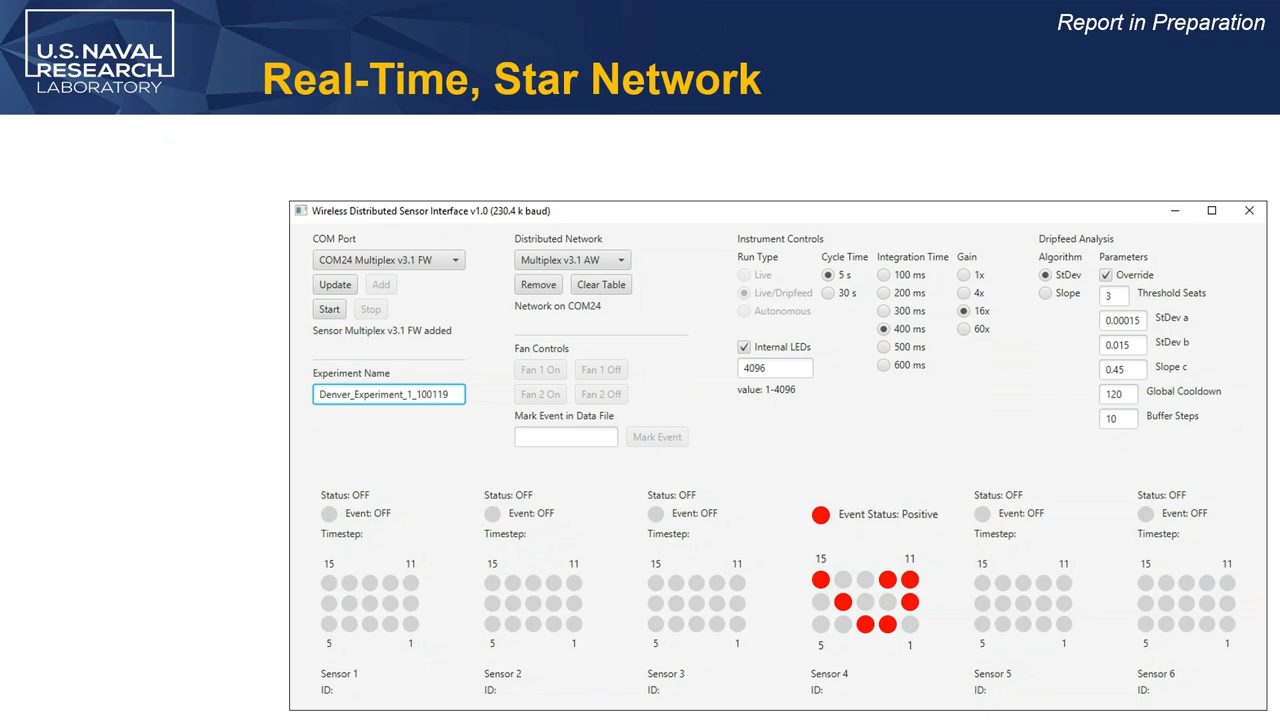 Report in Preparation
U.S. NAVAL
RESEARCH
LABORATORY
Real-Time, Star Network
Wireless Distributed Sensor Interface v1.0 (230.4 k baud)
COM Port
COM24 Multiplex v3.1 FW
Update
Add
Start
Stop
Sensor Multiplex v3.1 FW added
Experiment Name
Denver_Experiment_1_100119
Distributed Network
Multiplex v3.1 AW
Remove
Clear Table
Network on COM24
Fan Controls
Fan 1 On
Fan 1 Off
Fan 2 On
Fan 2 Off
Mark Event in Data File
Mark Event
Instrument Controls
Run Type
Live
Live/Dripfeed
Autonomous
Internal LEDs
4096
value: 1-4096
Cycle Time
5 s
30 s
Integration Time
100 ms
200 ms
300 ms
400 ms
500 ms
600 ms
Gain
1x
4x
16x
60x
Dripfeed Analysis
Algorithm
StDev
Slope
Parameters
Override
3 Threshold Seats
0.00015 StDev a
0.015 StDev b
0.45 Slope c
120 Global Cooldown
10 Buffer Steps
Status: OFF
Event: OFF
Timestep:
15 11
5 1
Sensor 1
ID:
Status: OFF
Event: OFF
Timestep:
15 11
5 1
Sensor 2
ID:
Status: OFF
Event: OFF
Timestep:
15 11
5 1
Sensor 3
ID:
Event Status: Positive
15 11
5 1
Sensor 4
ID:
Status: OFF
Event: OFF
Timestep:
15 11
5 1
Sensor 5
ID:
Status: OFF
Event: OFF
Timestep:
15 11
5 1
Sensor 6
ID: